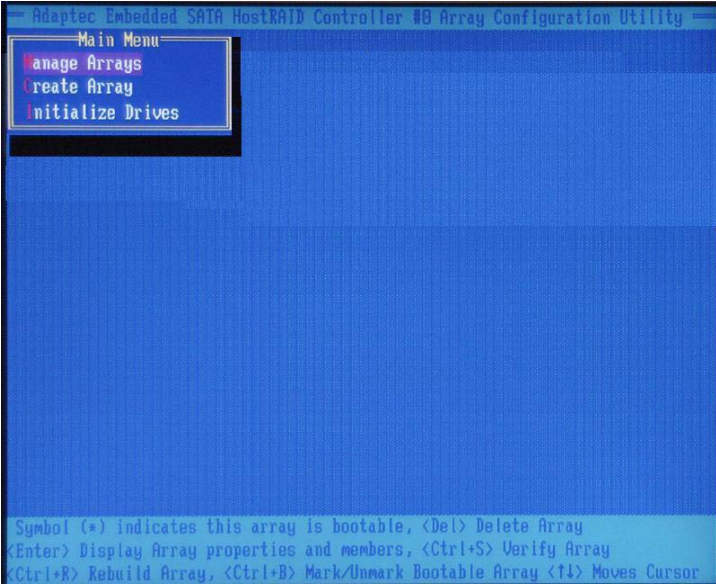 Adaptec Embedded SATA HostRAID Controller #0 Array Configuration Utility
Main Menu
Manage Arrays
Create Array
Initialize Drives
Symbol (*) indicates this array is bootable, <Del> Delete Array
<Enter> Display Array properties and members, <Ctrl+S> Verify Array
<Ctrl+R> Rebuild Array, <Ctrl+B> Mark/Unmark Bootable Array <↑↓> Moves Cursor